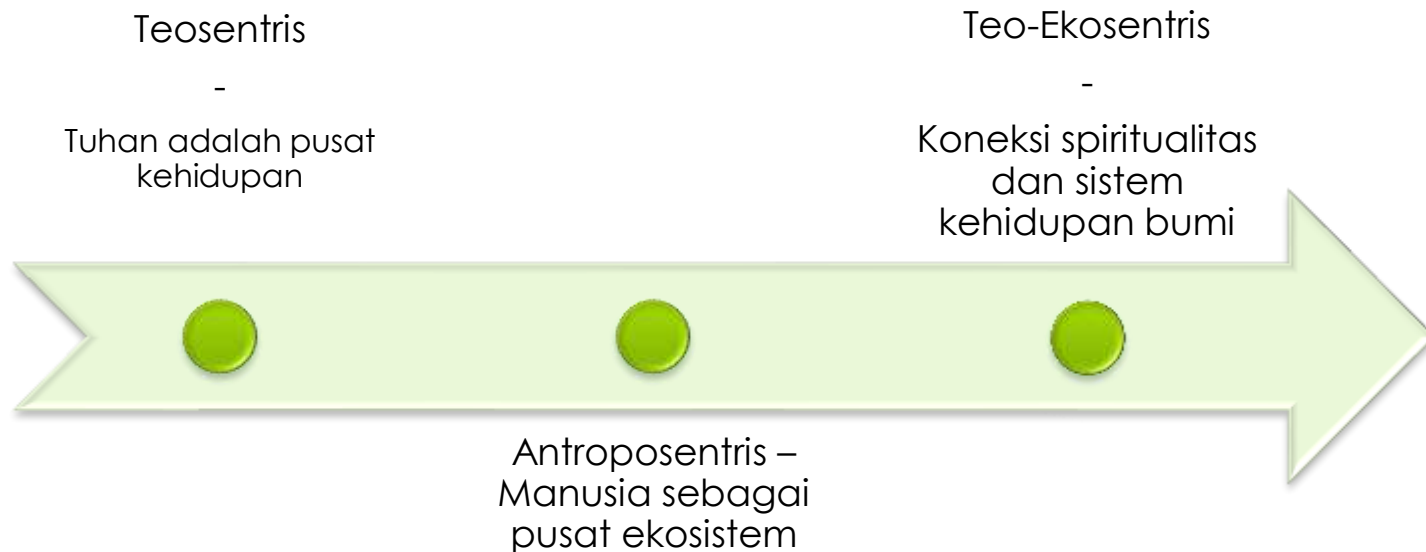 Teosentris
-
Tuhan adalah pusat
kehidupan
Antroposentris –
Manusia sebagai
pusat ekosistem
Teo-Ekosentris
-
Koneksi spiritualitas
dan sistem
kehidupan bumi